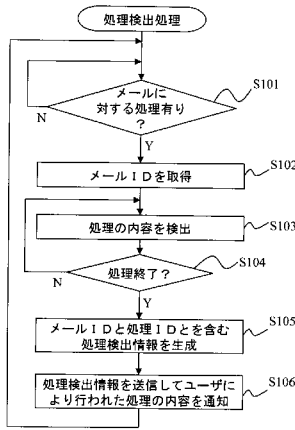 処理検出処理
メールに
対する処理有り
?
S101
N
Y
メールＩＤを取得
S102
処理の内容を検出
S103
処理終了?
S104
N
Y
メールＩＤと処理ＩＤとを含む
処理検出情報を生成
S105
処理検出情報を送信してユーザに
より行われた処理の内容を通知
S106